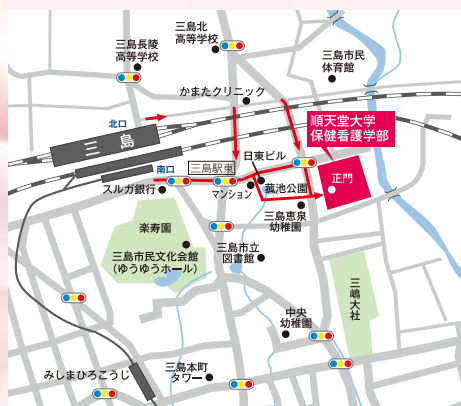 三島北
高等学校
三島長陵
高等学校
三島市民
体育館
かまたクリニック
北口
順天堂大学
保健看護学部
三島
日東ビル
南口
三島駅東
正門
スルガ銀行
マンション
菰池公園
三島恵泉
幼稚園
楽寿園
三島市立
図書館
三島市民文化会館
(ゆうゆうホール)
三嶋大社
中央
幼稚園
みしまひろこうじ
三島本町
タワー